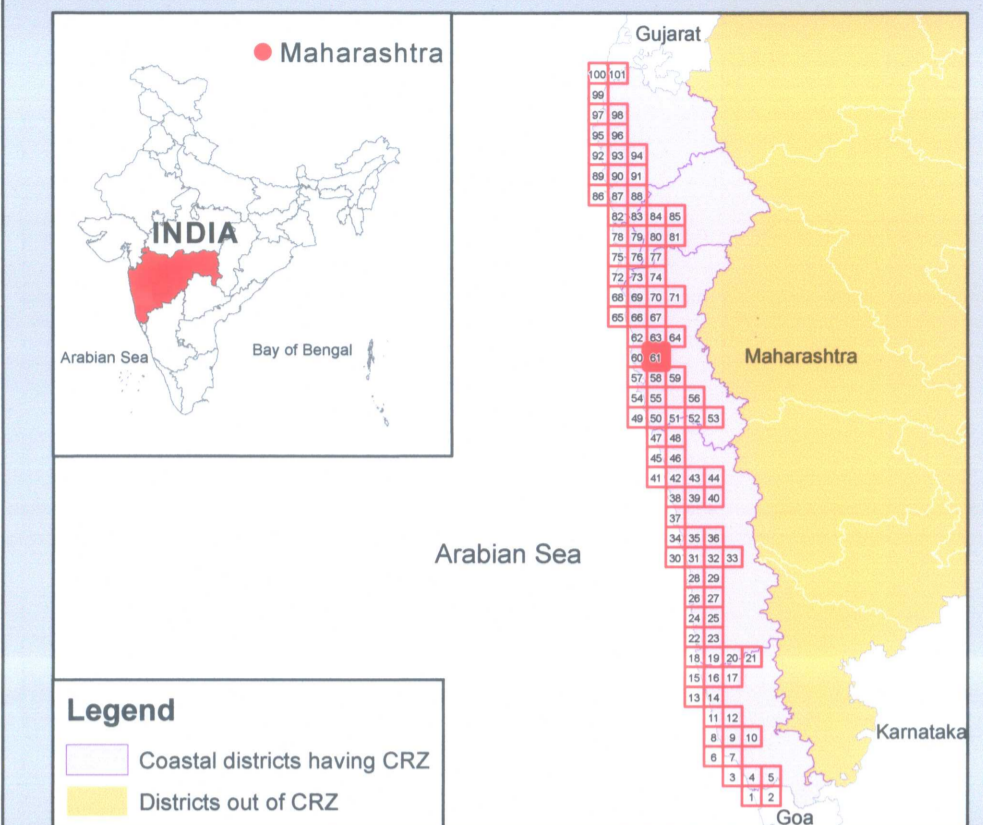 Maharashtra
INDIA
Arabian Sea
Bay of Bengal
Gujarat
100 101
99
97 98
95 96
92 93 94
89 90 91
86 87 88
82 83 84 85
78 79 80 81
75 76 77
72 73 74
68 69 70 71
65 66 67
62 63 64
60 61
Maharashtra
57 58 59
54 55 56
49 50 51 52 53
47 48
45 46
41 42 43 44
38 39 40
37
34 35 36
Arabian Sea
30 31 32 33
28 29
26 27
24 25
22 23
18 19 20 21
15 16 17
13 14
11 12
8 9 10
Karnataka
6 7
3 4 5
1 2
Goa
Legend
Coastal districts having CRZ
Districts out of CRZ